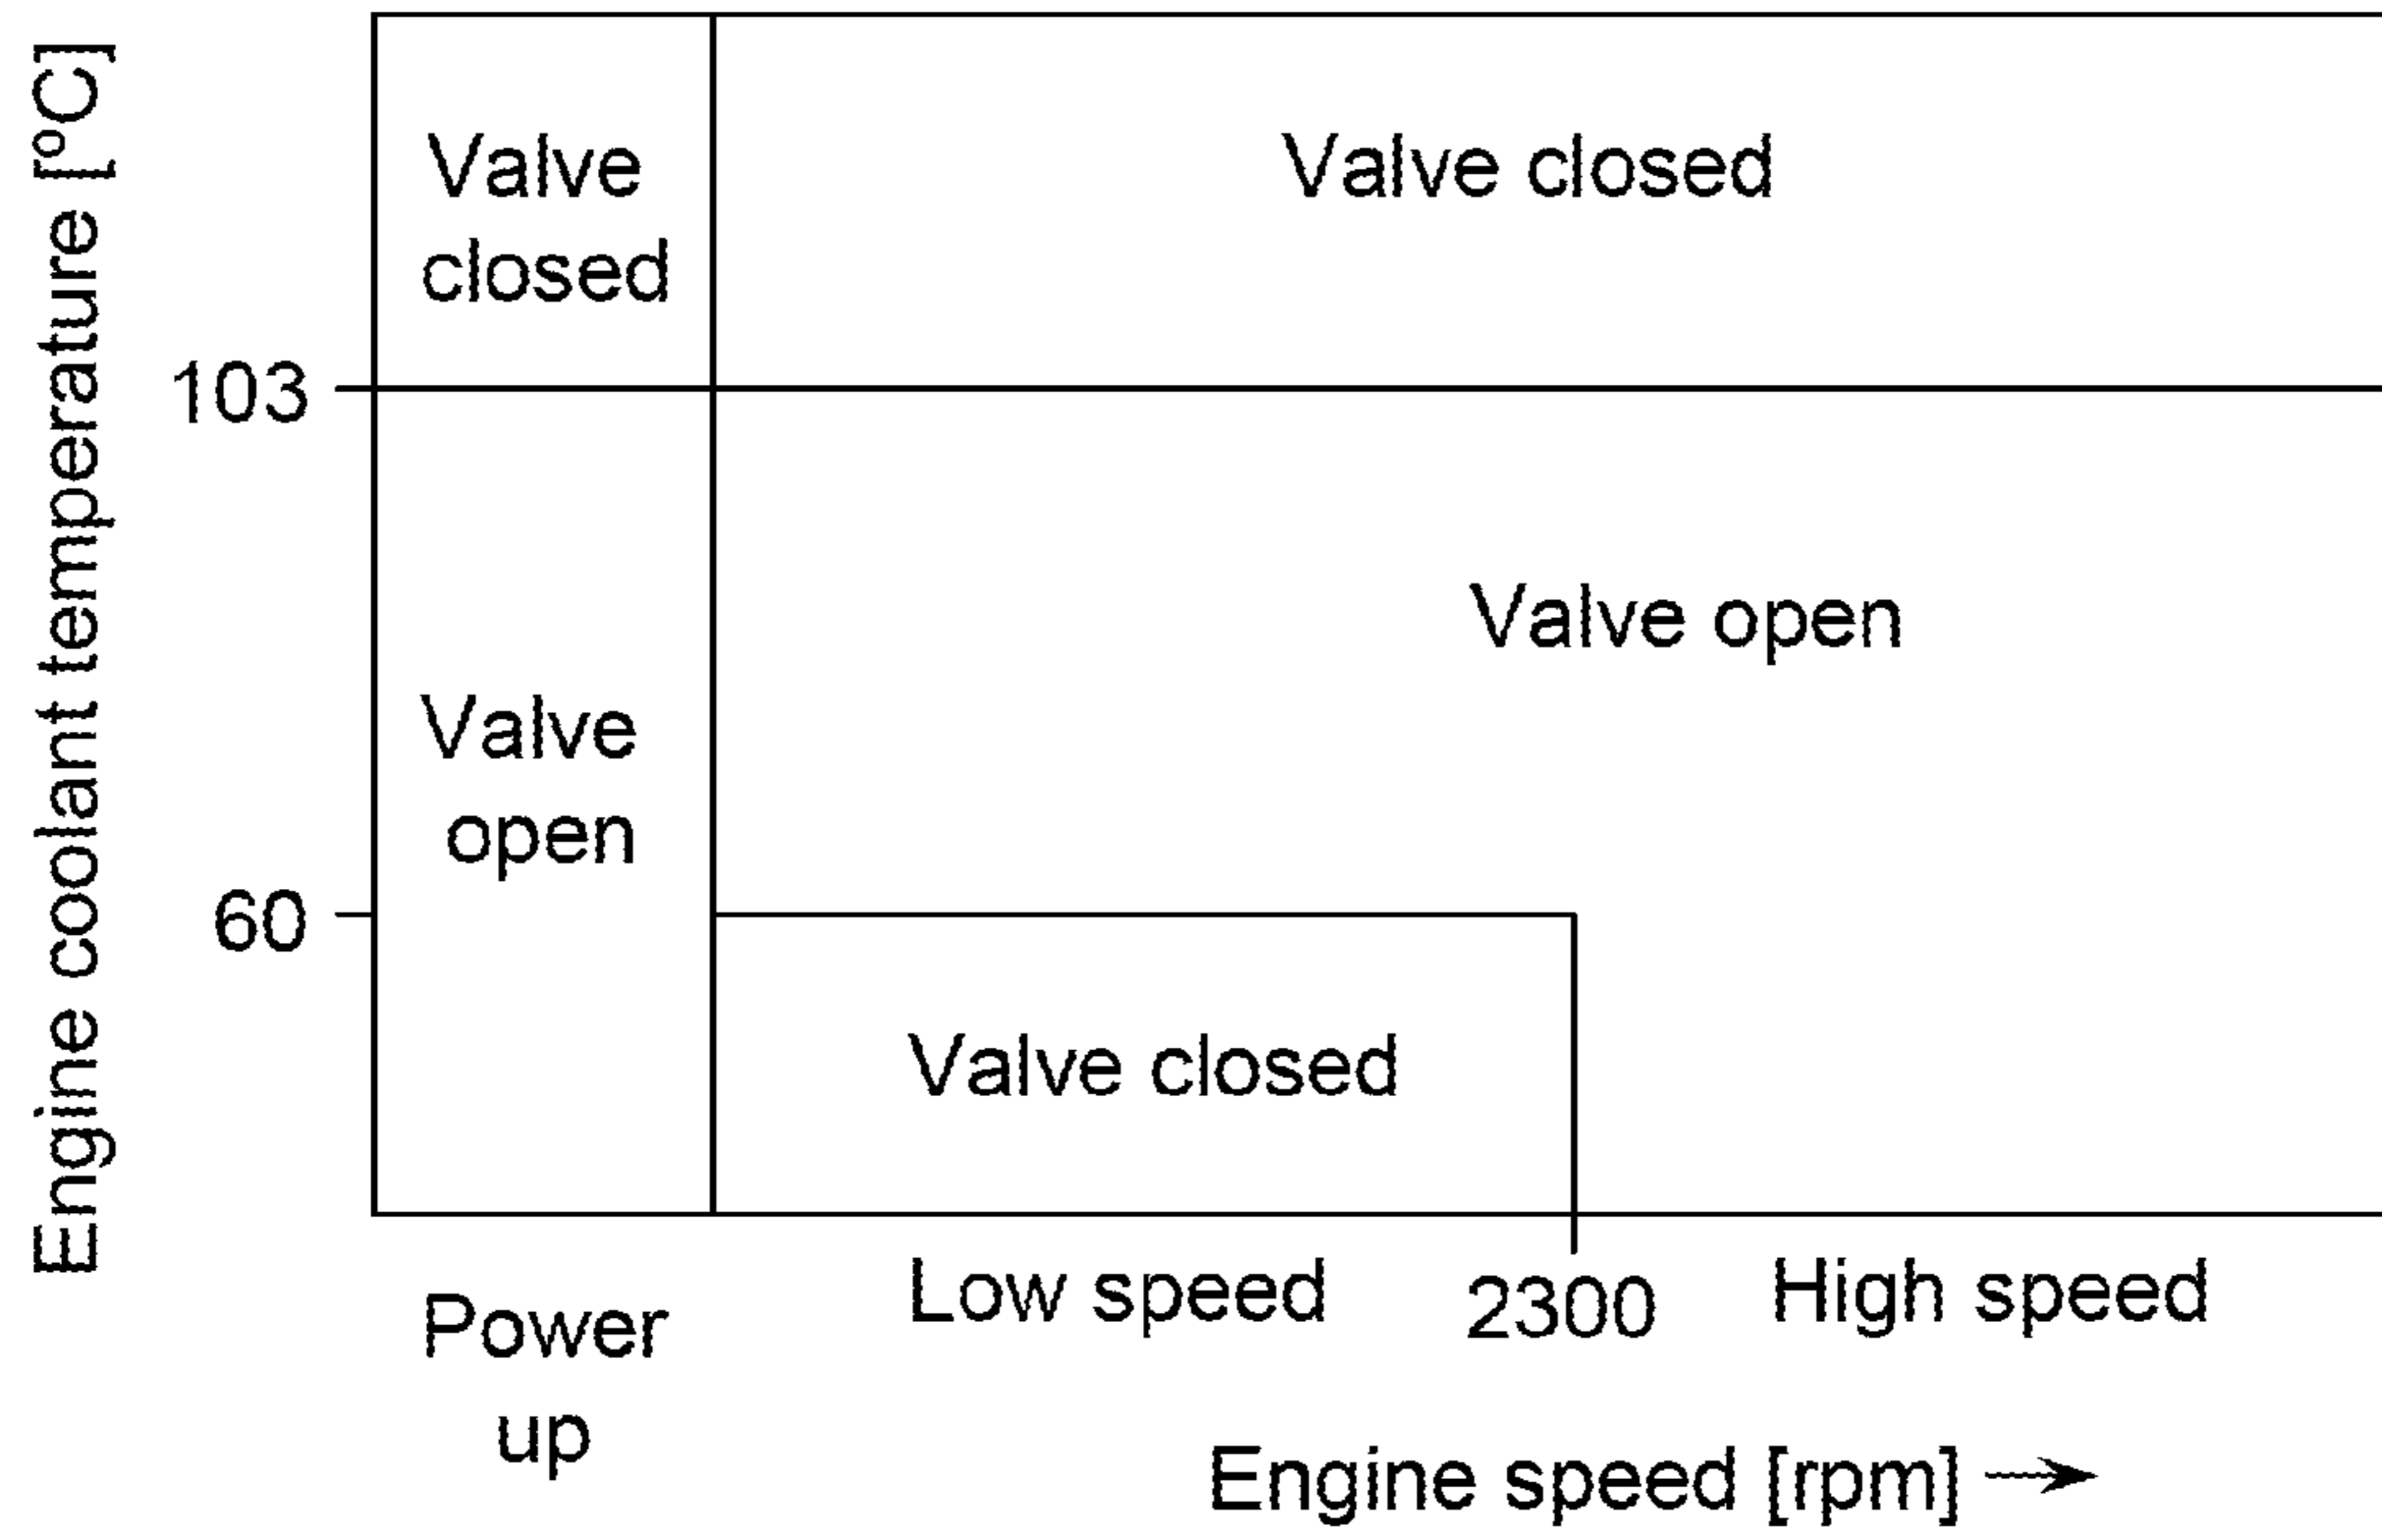 Engine coolant temperature [ºC]
Valve
closed
Valve closed
103
Valve open
Valve
open
60
Valve closed
Low speed
2300
High speed
Power
up
Engine speed [rpm]